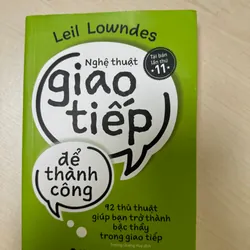 Leil Lowndes
Tái bản lần thứ
11
Nghệ thuật
giao
tiếp
để thành
công
92 thủ thuật
giúp bạn trở thành
bậc thầy
trong giao tiếp